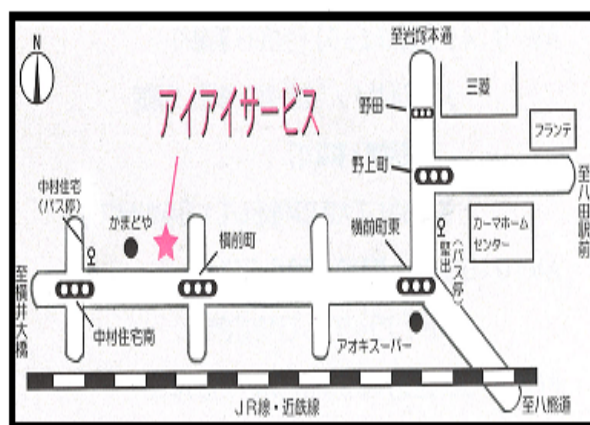 至岩塚本通
N
三菱
野田
アイアイサービス
フランテ
野上町
至八田駅前
中村住宅
(バス停)
かまどや
横前町
横前町東
カーマホーム
センター
(バス停)
至横井大橋
中村住宅南
アオキスーパー
JR線・近鉄線
至八熊道